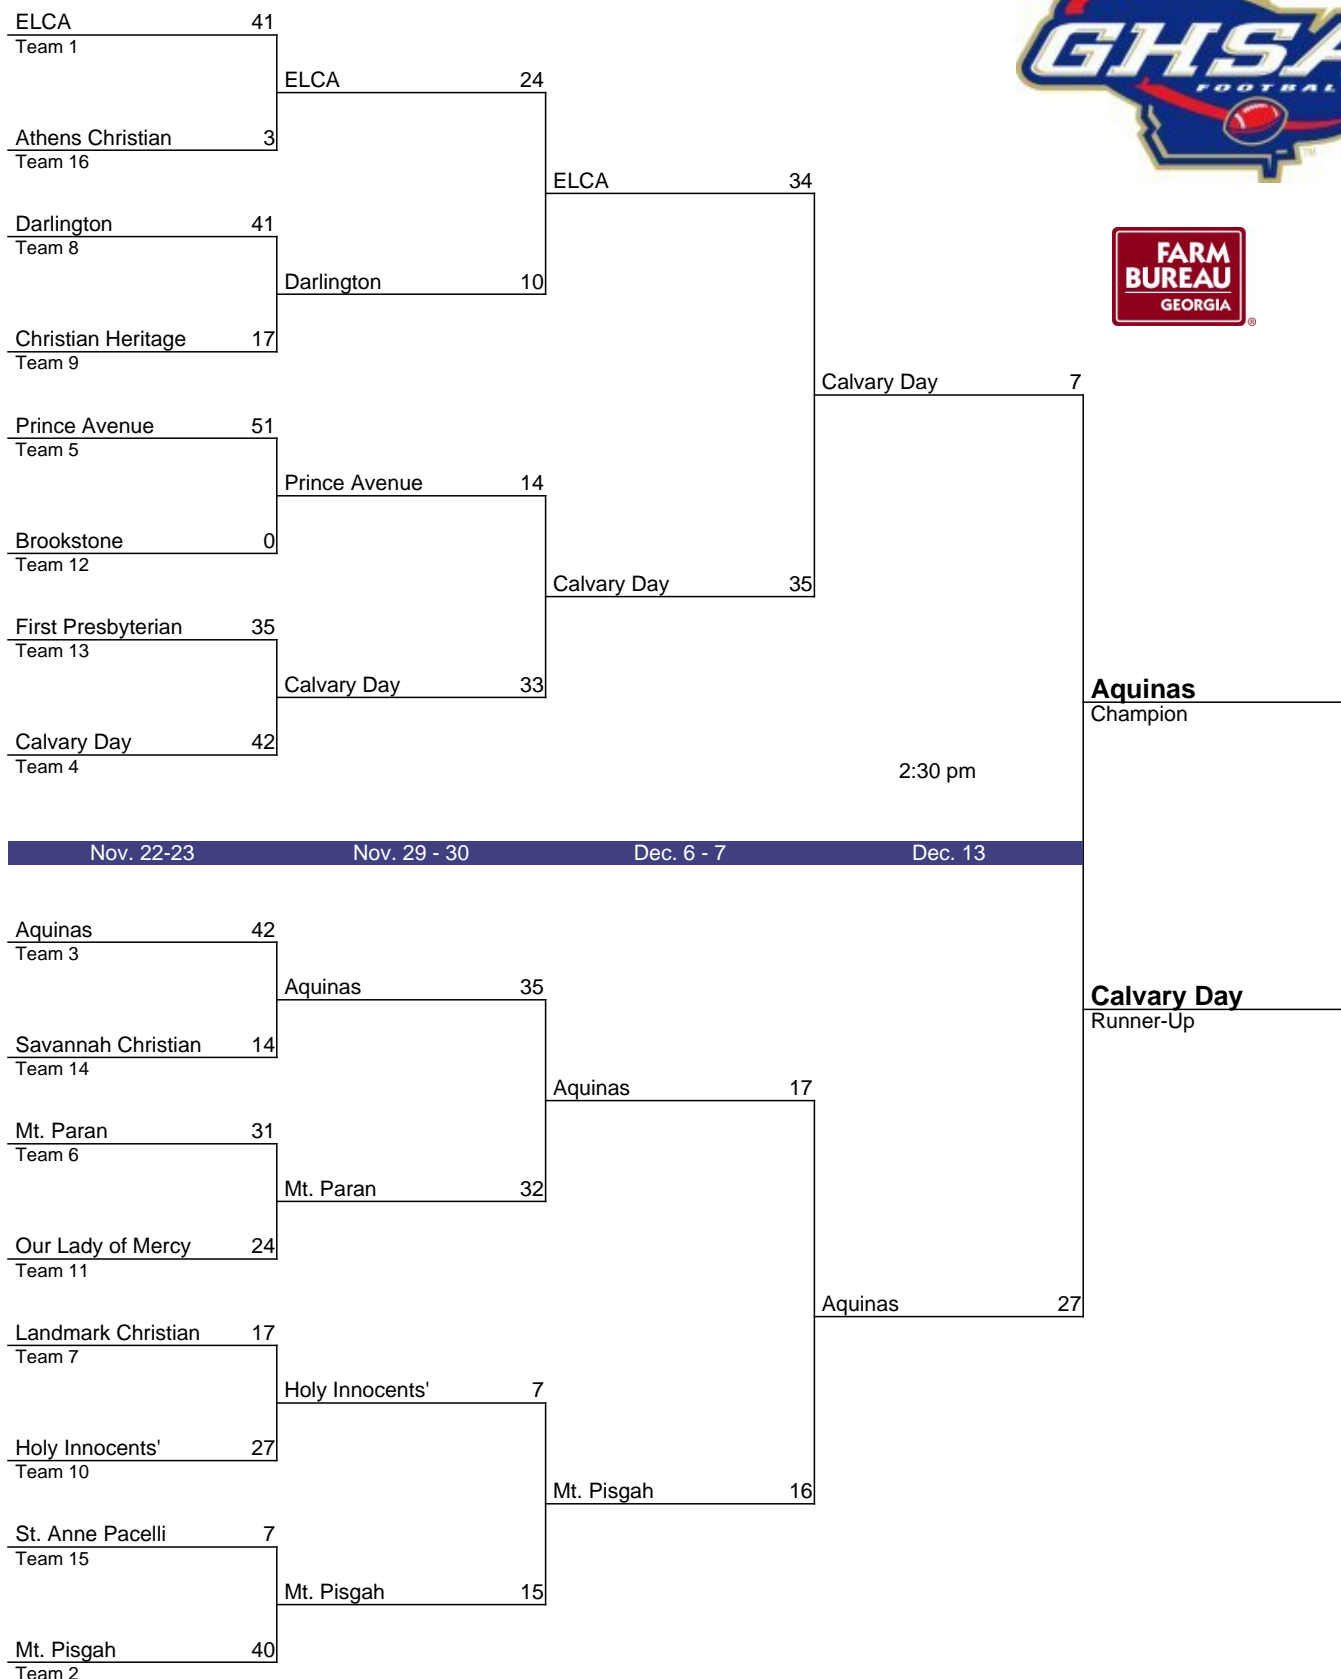 ELCA 41
Team 1
ELCA 24
Athens Christian 3
Team 16
ELCA 34
Darlington 41
Team 8
Darlington 10
Christian Heritage 17
Team 9
Calvary Day 7
Prince Avenue 51
Team 5
Prince Avenue 14
Brookstone 0
Team 12
Calvary Day 35
First Presbyterian 35
Team 13
Calvary Day 33
Calvary Day 42
Team 4
GHSA
FOOTBAL
TM
FARM
BUREAU
GEORGIA
®
Aquinas
Champion
2:30 pm
Nov. 22-23 Nov. 29 - 30 Dec. 6 - 7 Dec. 13
Aquinas 42
Team 3
Aquinas 35
Savannah Christian 14
Team 14
Calvary Day
Runner-Up
Aquinas 17
Mt. Paran 31
Team 6
Mt. Paran 32
Our Lady of Mercy 24
Team 11
Aquinas 27
Landmark Christian 17
Team 7
Holy Innocents' 7
Holy Innocents' 27
Team 10
Mt. Pisgah 16
St. Anne Pacelli 7
Team 15
Mt. Pisgah 15
Mt. Pisgah 40
Team 2